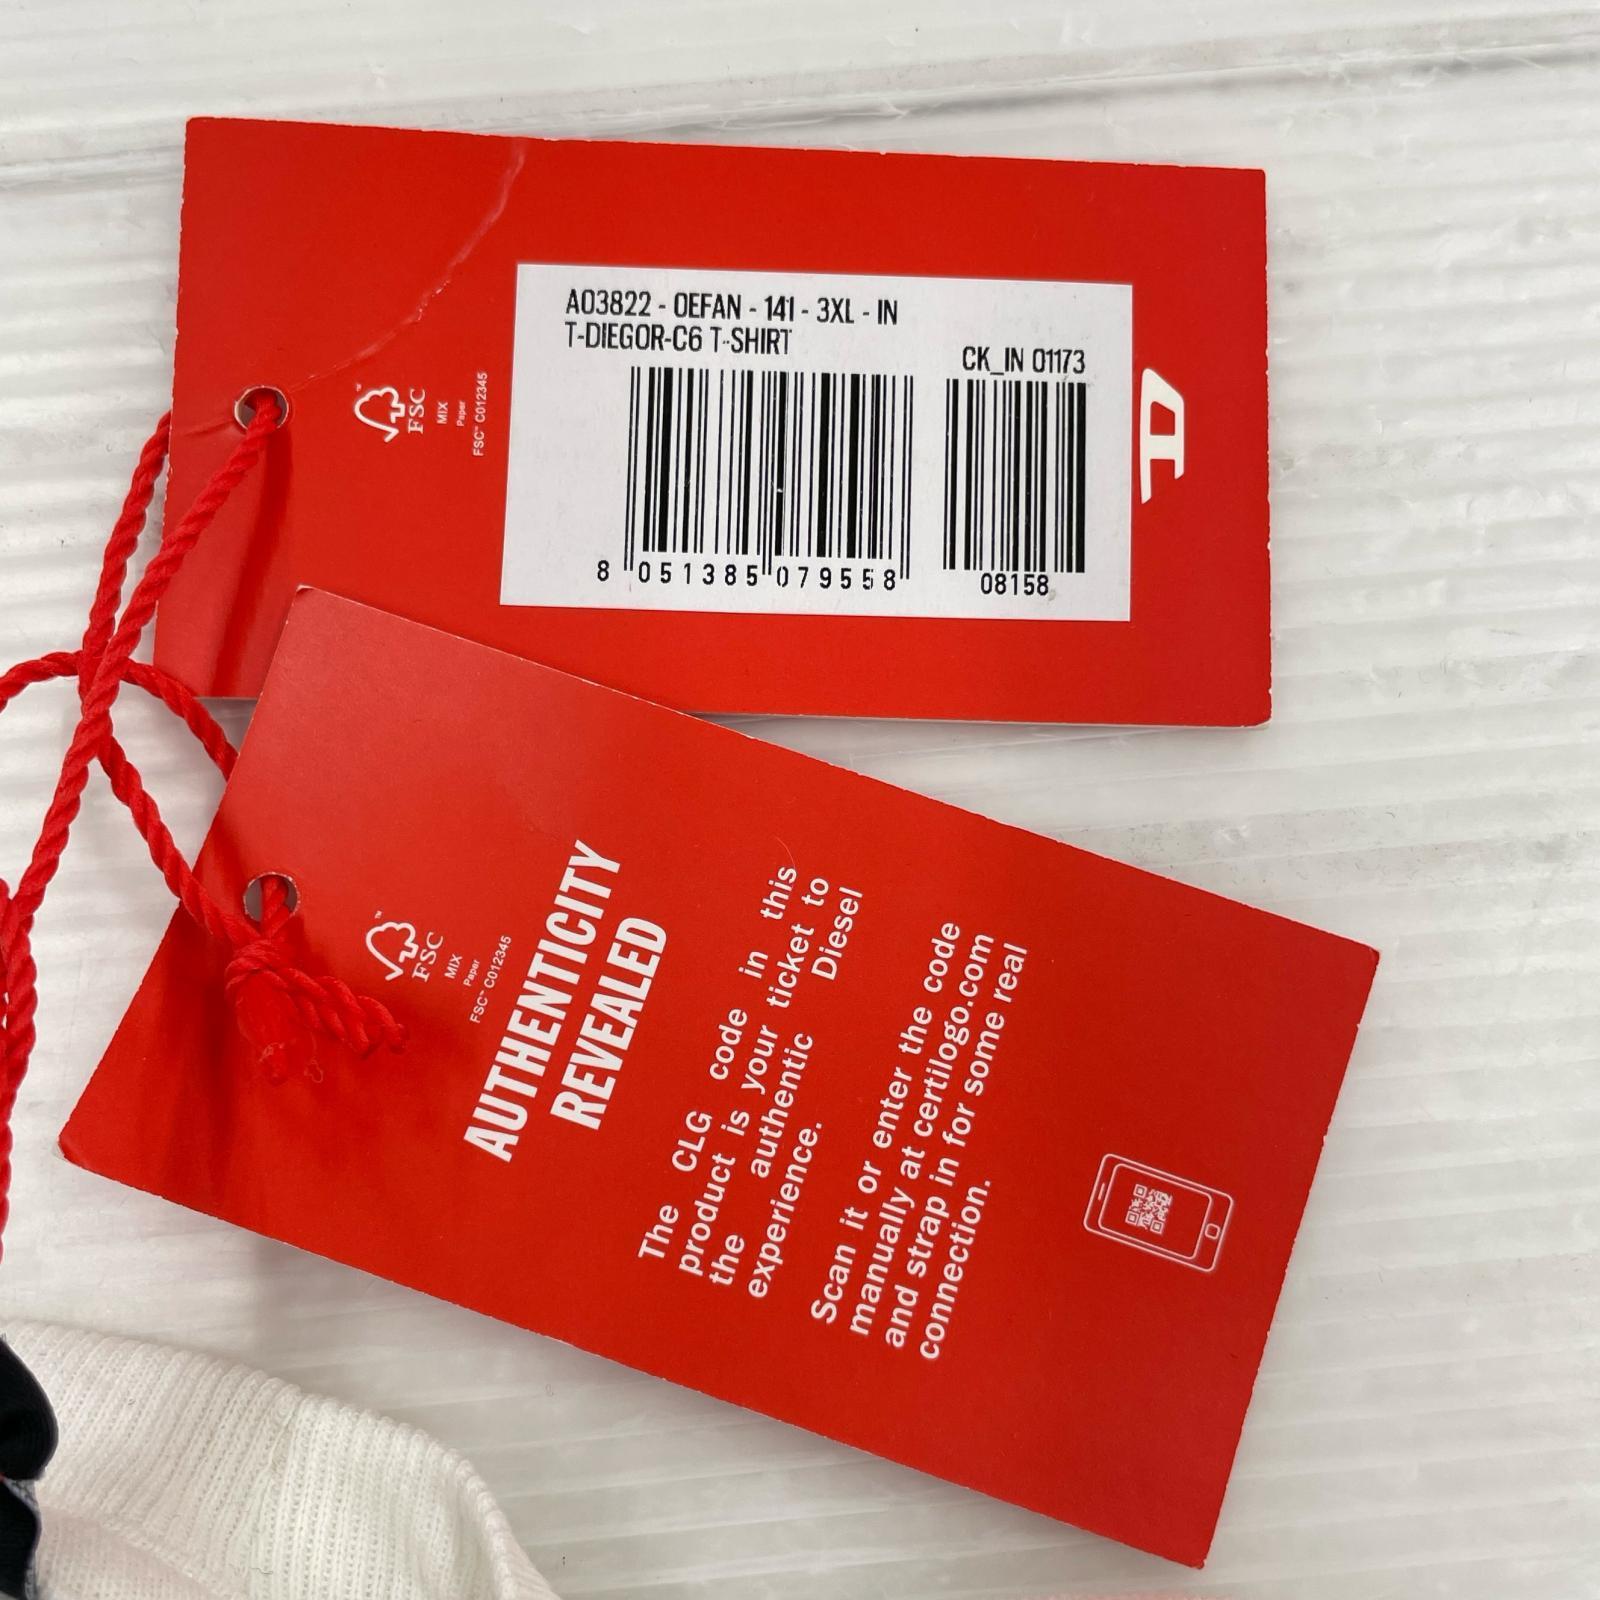 A03822 - 0EFAN - 141 - 3XL - IN
T-DIEGOR-C6 T-SHIRT
CK_IN 01173
8 051385 079558
08158
FSC
MIX
Paper
FSC™ C012345
D
FSC
MIX
Paper
FSC™ C012345
AUTHENTICITY
REVEALED
The CLG code in this
product is your ticket to
the authentic Diesel
experience.
Scan it or enter the code
manually at certilogo.com
and strap in for some real
connection.